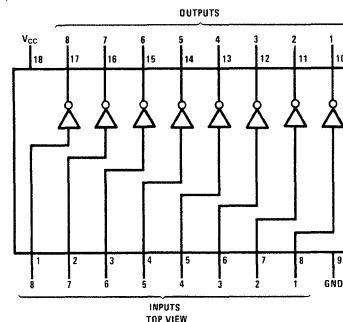 OUTPUTS
VCC 8 7 6 5 4 3 2 1
18 17 16 15 14 13 12 11 10
1 2 3 4 5 6 7 8 9
8 7 6 5 4 3 2 1 GND
INPUTS
TOP VIEW